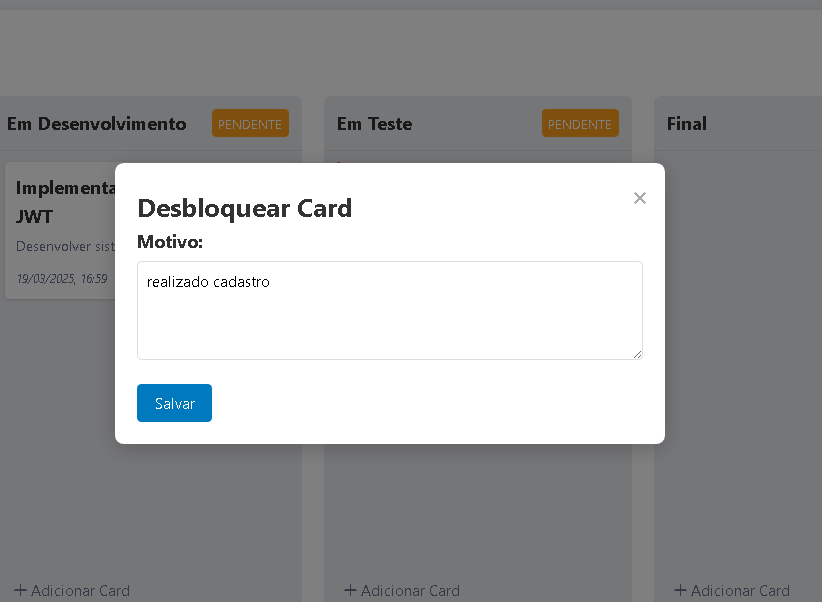 Em Desenvolvimento PENDENTE
Em Teste PENDENTE
Final
Implementa
JWT
Desenvolver sist
19/03/2025, 16:59
Desbloquear Card
×
Motivo:
realizado cadastro
Salvar
+ Adicionar Card
+ Adicionar Card
+ Adicionar Card